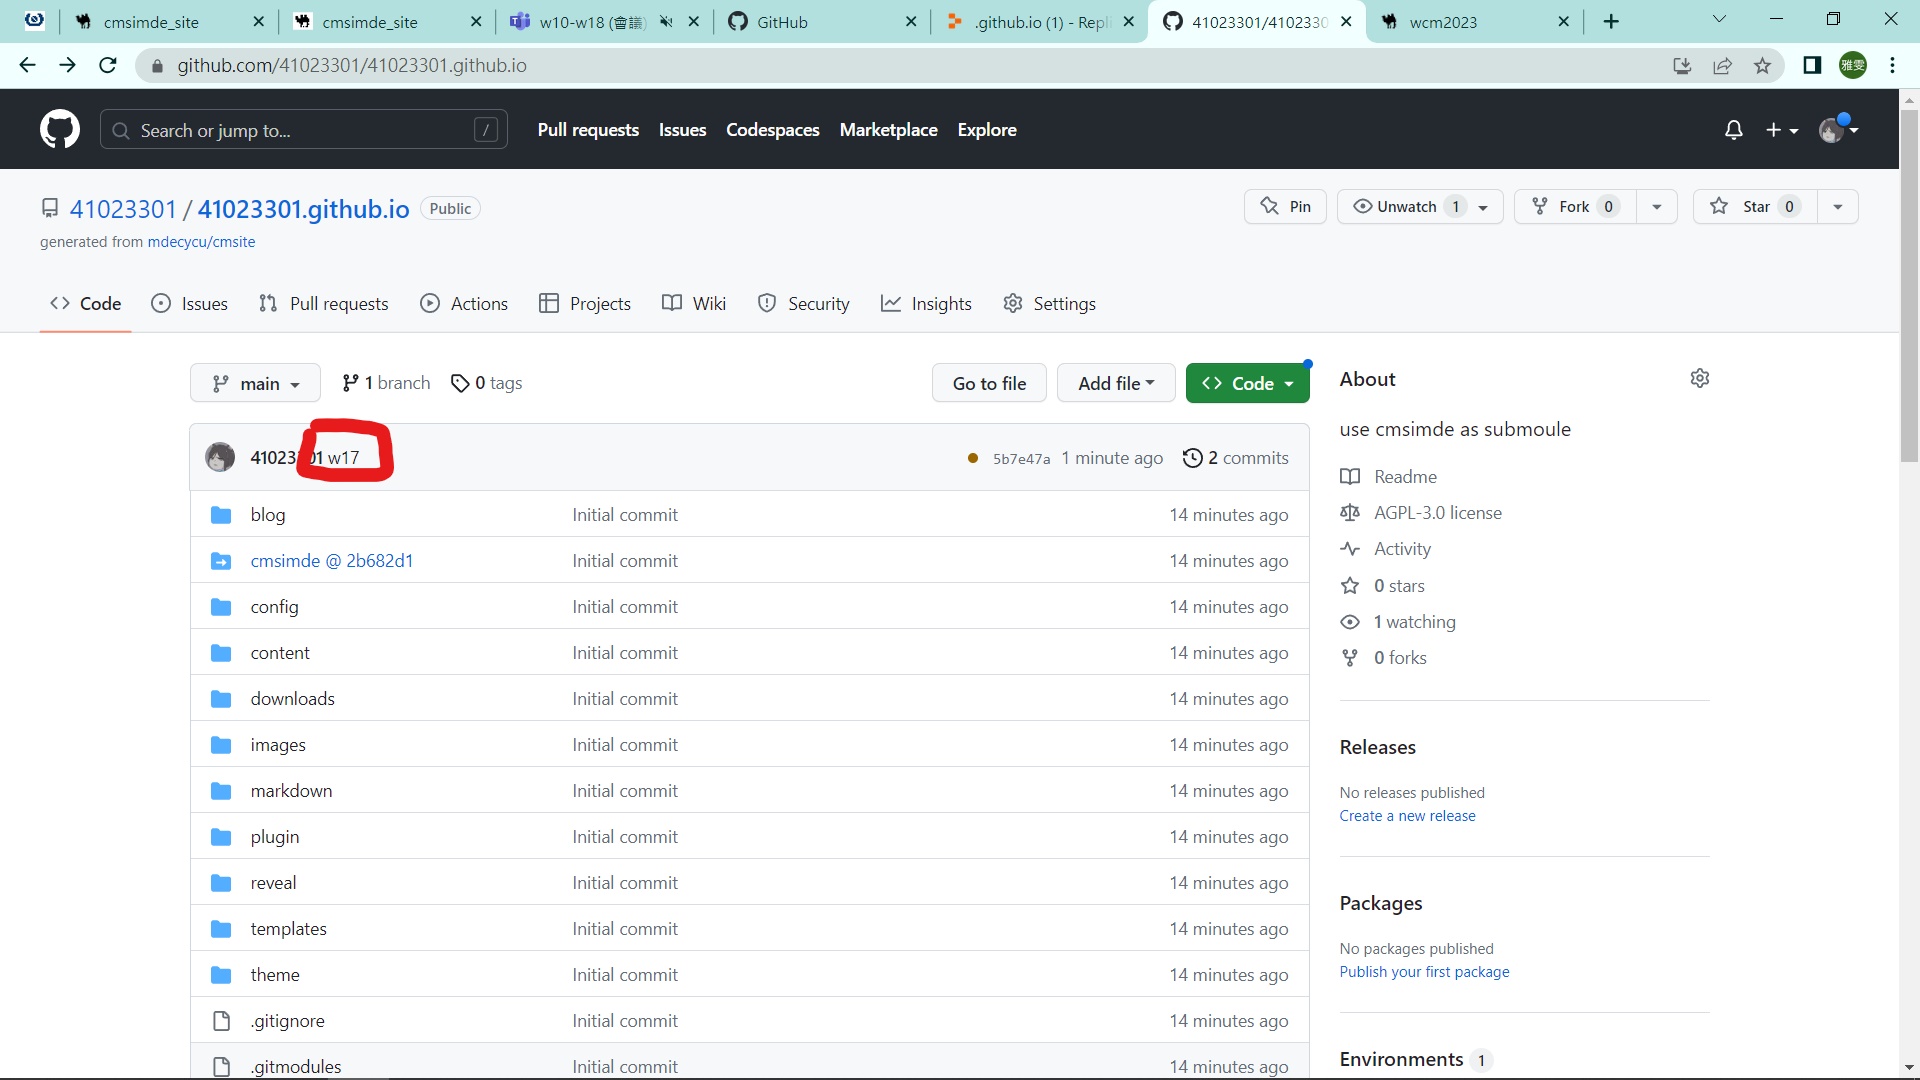 cmsimde_site
cmsimde_site
w10-w18 (會議)
GitHub
.github.io (1) - Repli
41023301/4102330
wcm2023
github.com/41023301/41023301.github.io
雅雯
Search or jump to...
/
Pull requests
Issues
Codespaces
Marketplace
Explore
41023301 / 41023301.github.io
Public
Pin
Unwatch 1
Fork 0
Star 0
generated from mdecycu/cmsite
Code
Issues
Pull requests
Actions
Projects
Wiki
Security
Insights
Settings
main
1 branch
0 tags
Go to file
Add file
Code
41023301 w17
5b7e47a 1 minute ago
2 commits
blog Initial commit 14 minutes ago
cmsimde @ 2b682d1 Initial commit 14 minutes ago
config Initial commit 14 minutes ago
content Initial commit 14 minutes ago
downloads Initial commit 14 minutes ago
images Initial commit 14 minutes ago
markdown Initial commit 14 minutes ago
plugin Initial commit 14 minutes ago
reveal Initial commit 14 minutes ago
templates Initial commit 14 minutes ago
theme Initial commit 14 minutes ago
.gitignore Initial commit 14 minutes ago
.gitmodules Initial commit 14 minutes ago
About
use cmsimde as submoule
Readme
AGPL-3.0 license
Activity
0 stars
1 watching
0 forks
Releases
No releases published
Create a new release
Packages
No packages published
Publish your first package
Environments 1